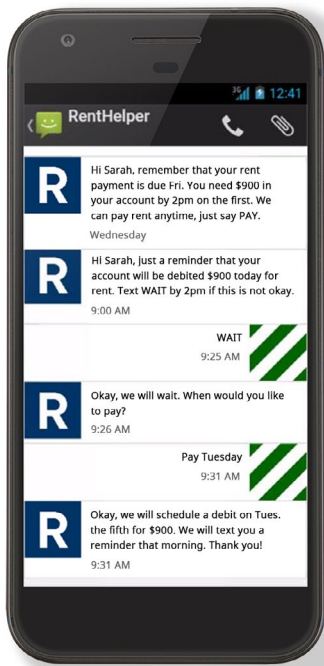 3G 12:41
RentHelper
R
Hi Sarah, remember that your rent
payment is due Fri. You need $900 in
your account by 2pm on the first. We
can pay rent anytime, just say PAY.
Wednesday
R
Hi Sarah, just a reminder that your
account will be debited $900 today for
rent. Text WAIT by 2pm if this is not okay.
9:00 AM
WAIT
9:25 AM
R
Okay, we will wait. When would you like
to pay?
9:26 AM
Pay Tuesday
9:31 AM
R
Okay, we will schedule a debit on Tues.
the fifth for $900. We will text you a
reminder that morning. Thank you!
9:31 AM